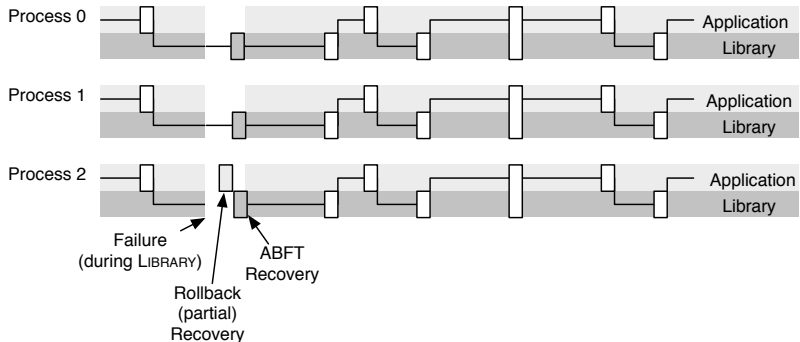 Process 0
Application
Library
Process 1
Application
Library
Process 2
Application
Library
Failure
(during LIBRARY)
ABFT
Recovery
Rollback
(partial)
Recovery